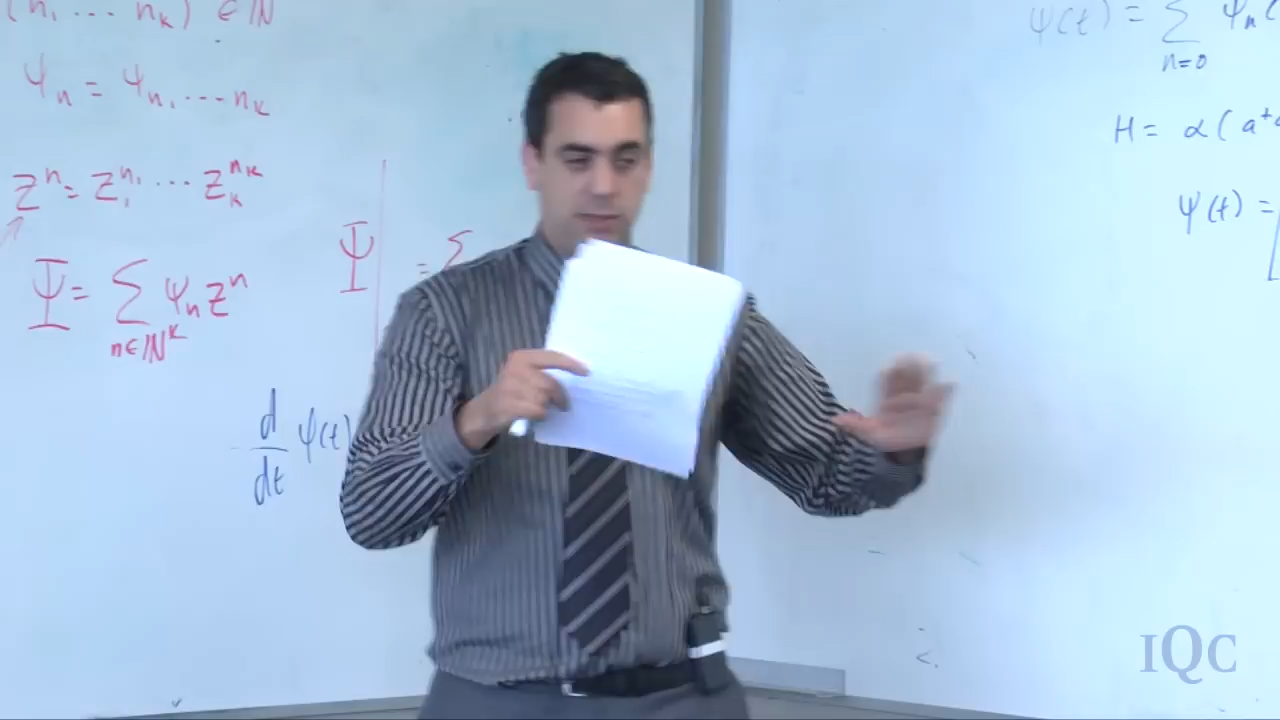 (n₁ ⋯ nₖ) ∈ ℕ
ψₙ = ψₙ₁ ⋯ nₖ
zⁿ = z₁ⁿ¹ ⋯ zₖⁿᵏ
Ψ = Σ ψₙ zⁿ
n∈ℕᵏ
Ψ = Σ
d/dt ψ(t)
ψ(t) = Σ ψₙ(
n=0
H = α(a⁺
ψ(t) =
IQC